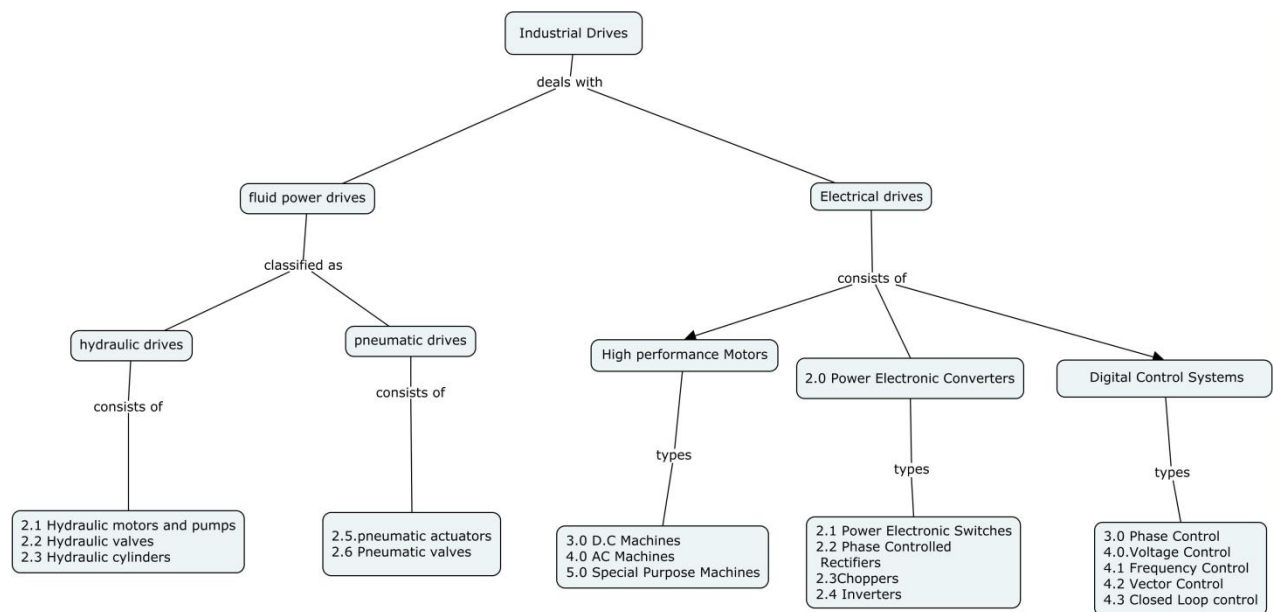 Industrial Drives
deals with
fluid power drives
Electrical drives
classified as
consists of
hydraulic drives
pneumatic drives
High performance Motors
2.0 Power Electronic Converters
Digital Control Systems
consists of
consists of
types
types
types
2.1 Hydraulic motors and pumps
2.2 Hydraulic valves
2.3 Hydraulic cylinders
2.5.pneumatic actuators
2.6 Pneumatic valves
3.0 D.C Machines
4.0 AC Machines
5.0 Special Purpose Machines
2.1 Power Electronic Switches
2.2 Phase Controlled
Rectifiers
2.3Choppers
2.4 Inverters
3.0 Phase Control
4.0.Voltage Control
4.1 Frequency Control
4.2 Vector Control
4.3 Closed Loop control